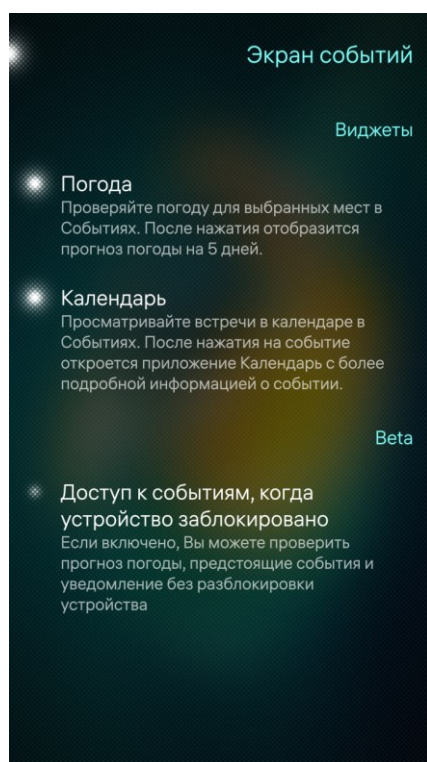 Экран событий
Виджеты
Погода
Проверяйте погоду для выбранных мест в
Событиях. После нажатия отобразится
прогноз погоды на 5 дней.
Календарь
Просматривайте встречи в календаре в
Событиях. После нажатия на событие
откроется приложение Календарь с более
подробной информацией о событии.
Beta
Доступ к событиям, когда
устройство заблокировано
Если включено, Вы можете проверить
прогноз погоды, предстоящие события и
уведомление без разблокировки
устройства